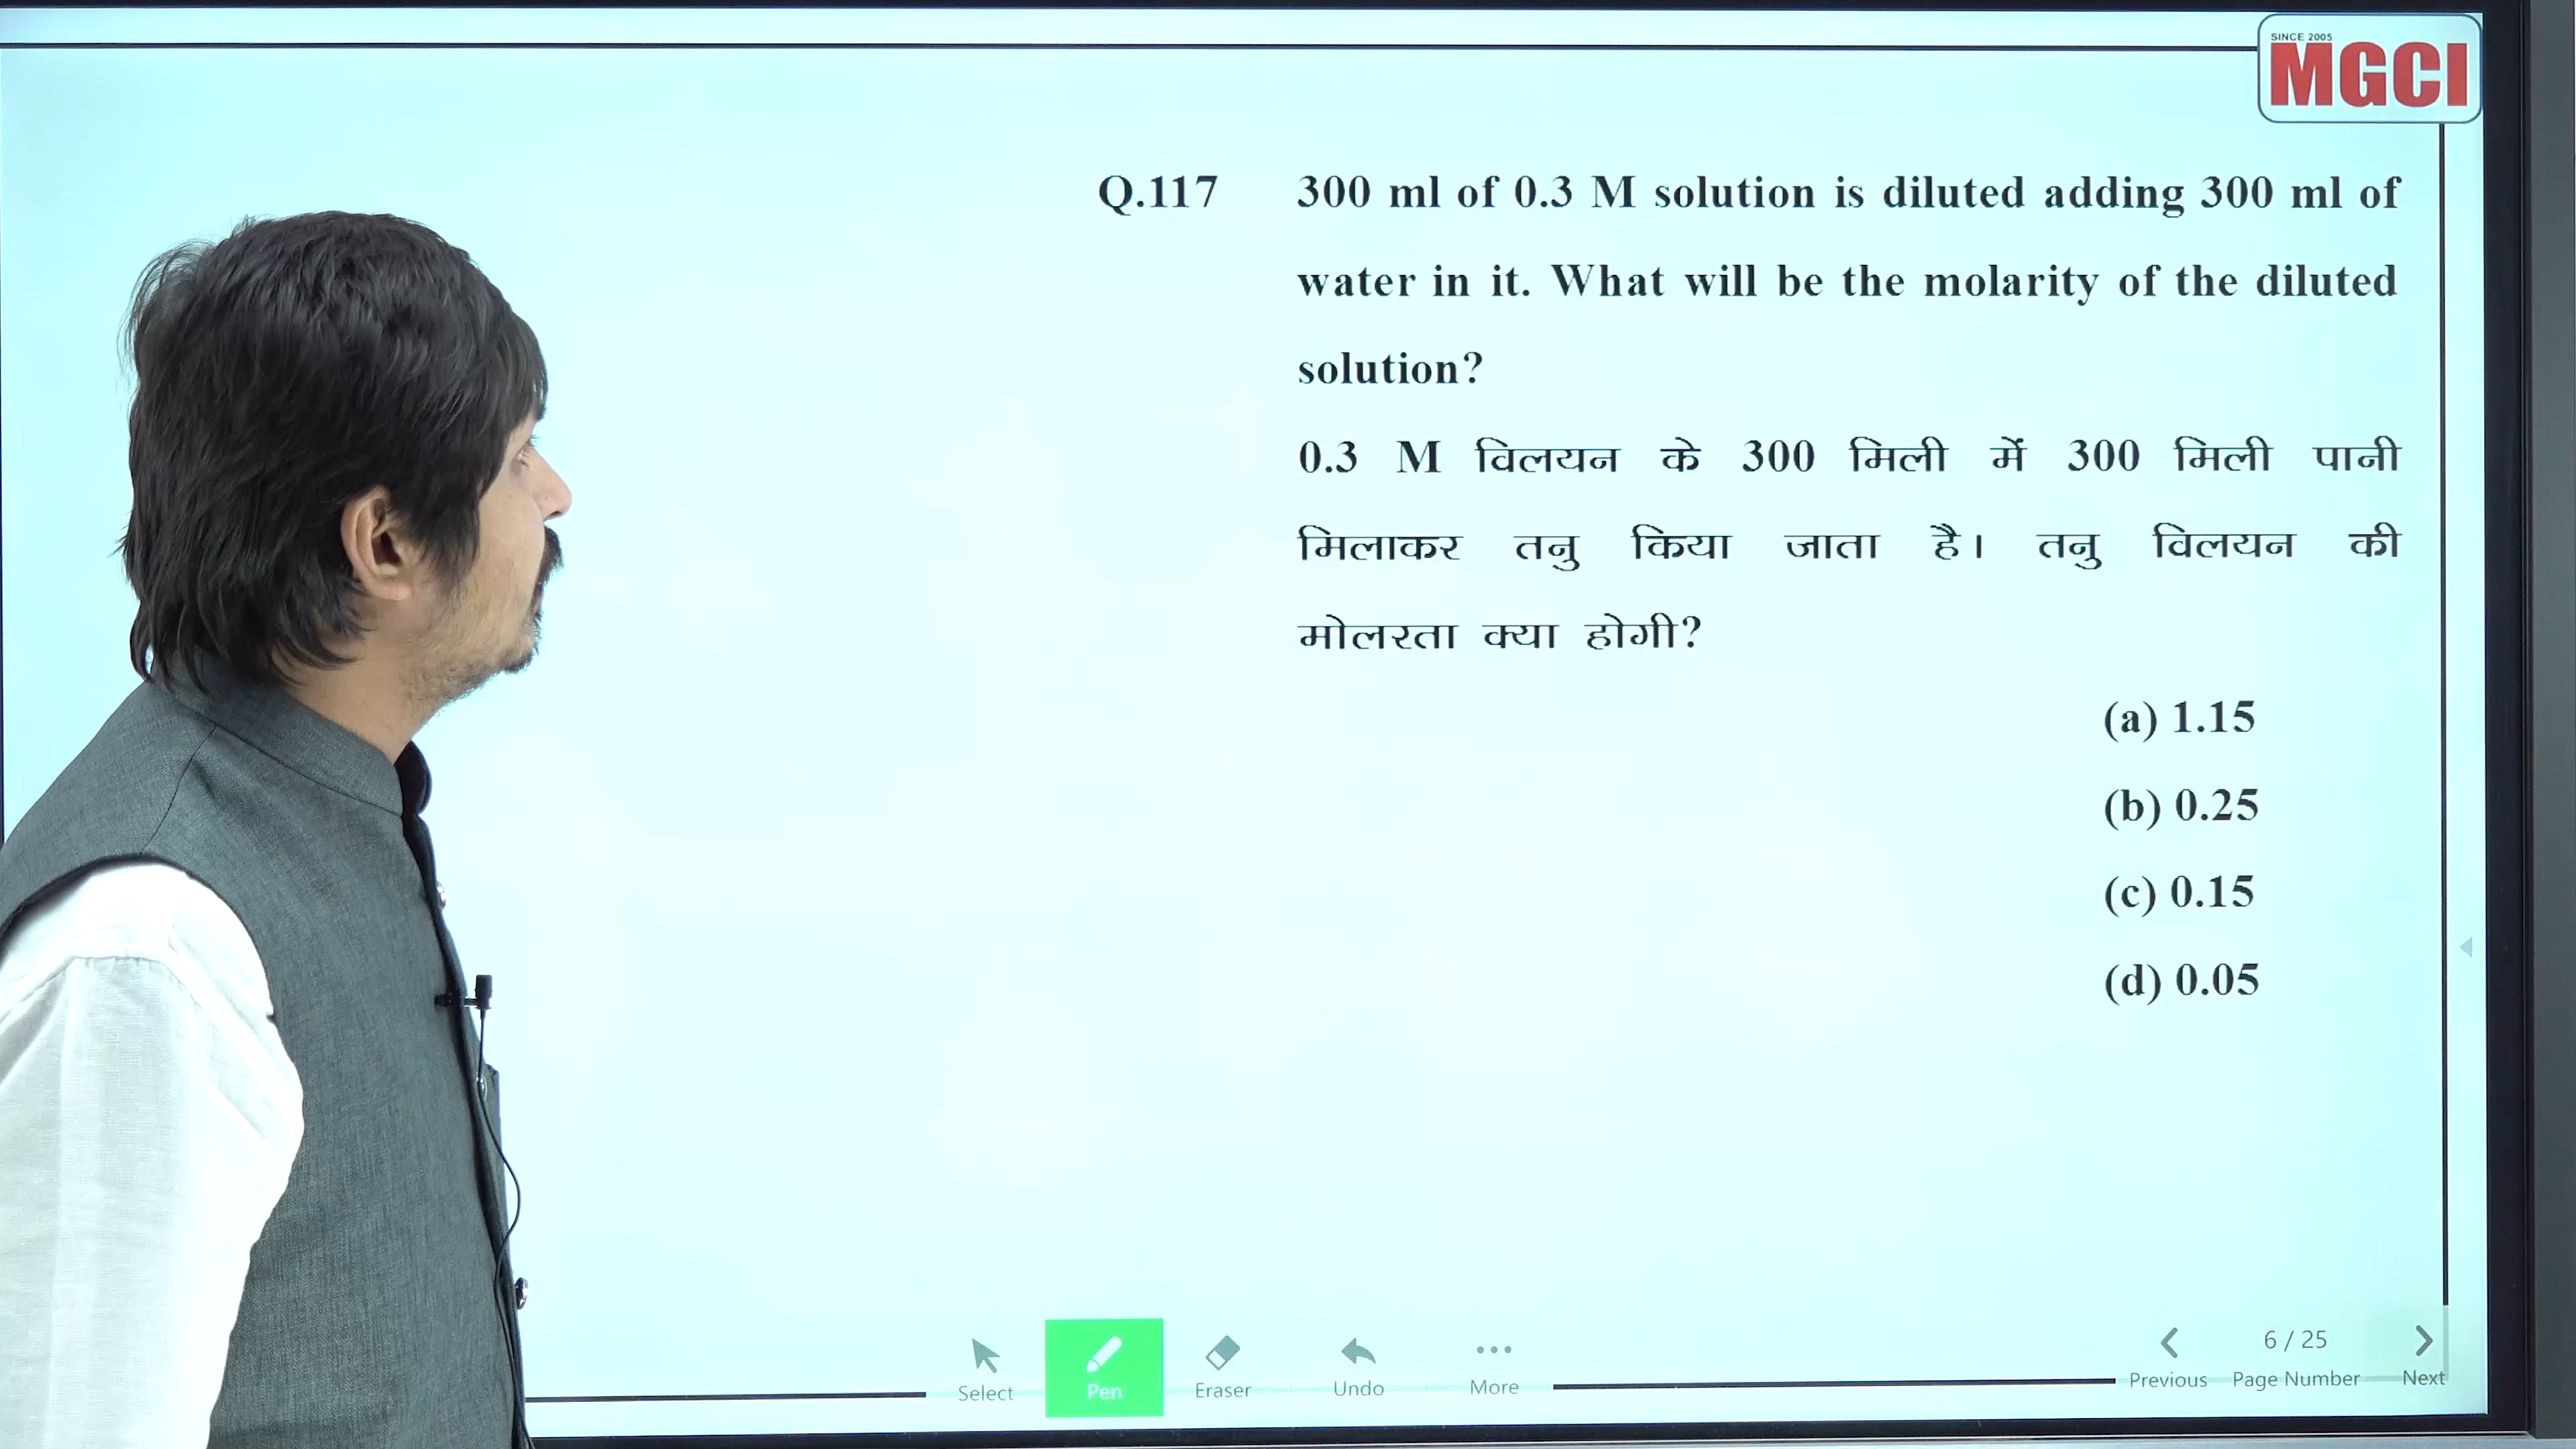 SINCE 2005
MGCI
Q.117 300 ml of 0.3 M solution is diluted adding 300 ml of
water in it. What will be the molarity of the diluted
solution?
0.3 M विलयन के 300 मिली में 300 मिली पानी
मिलाकर तनु किया जाता है। तनु विलयन की
मोलरता क्या होगी?
(a) 1.15
(b) 0.25
(c) 0.15
(d) 0.05
Select Pen Eraser Undo More
6 / 25
Previous Page Number Next